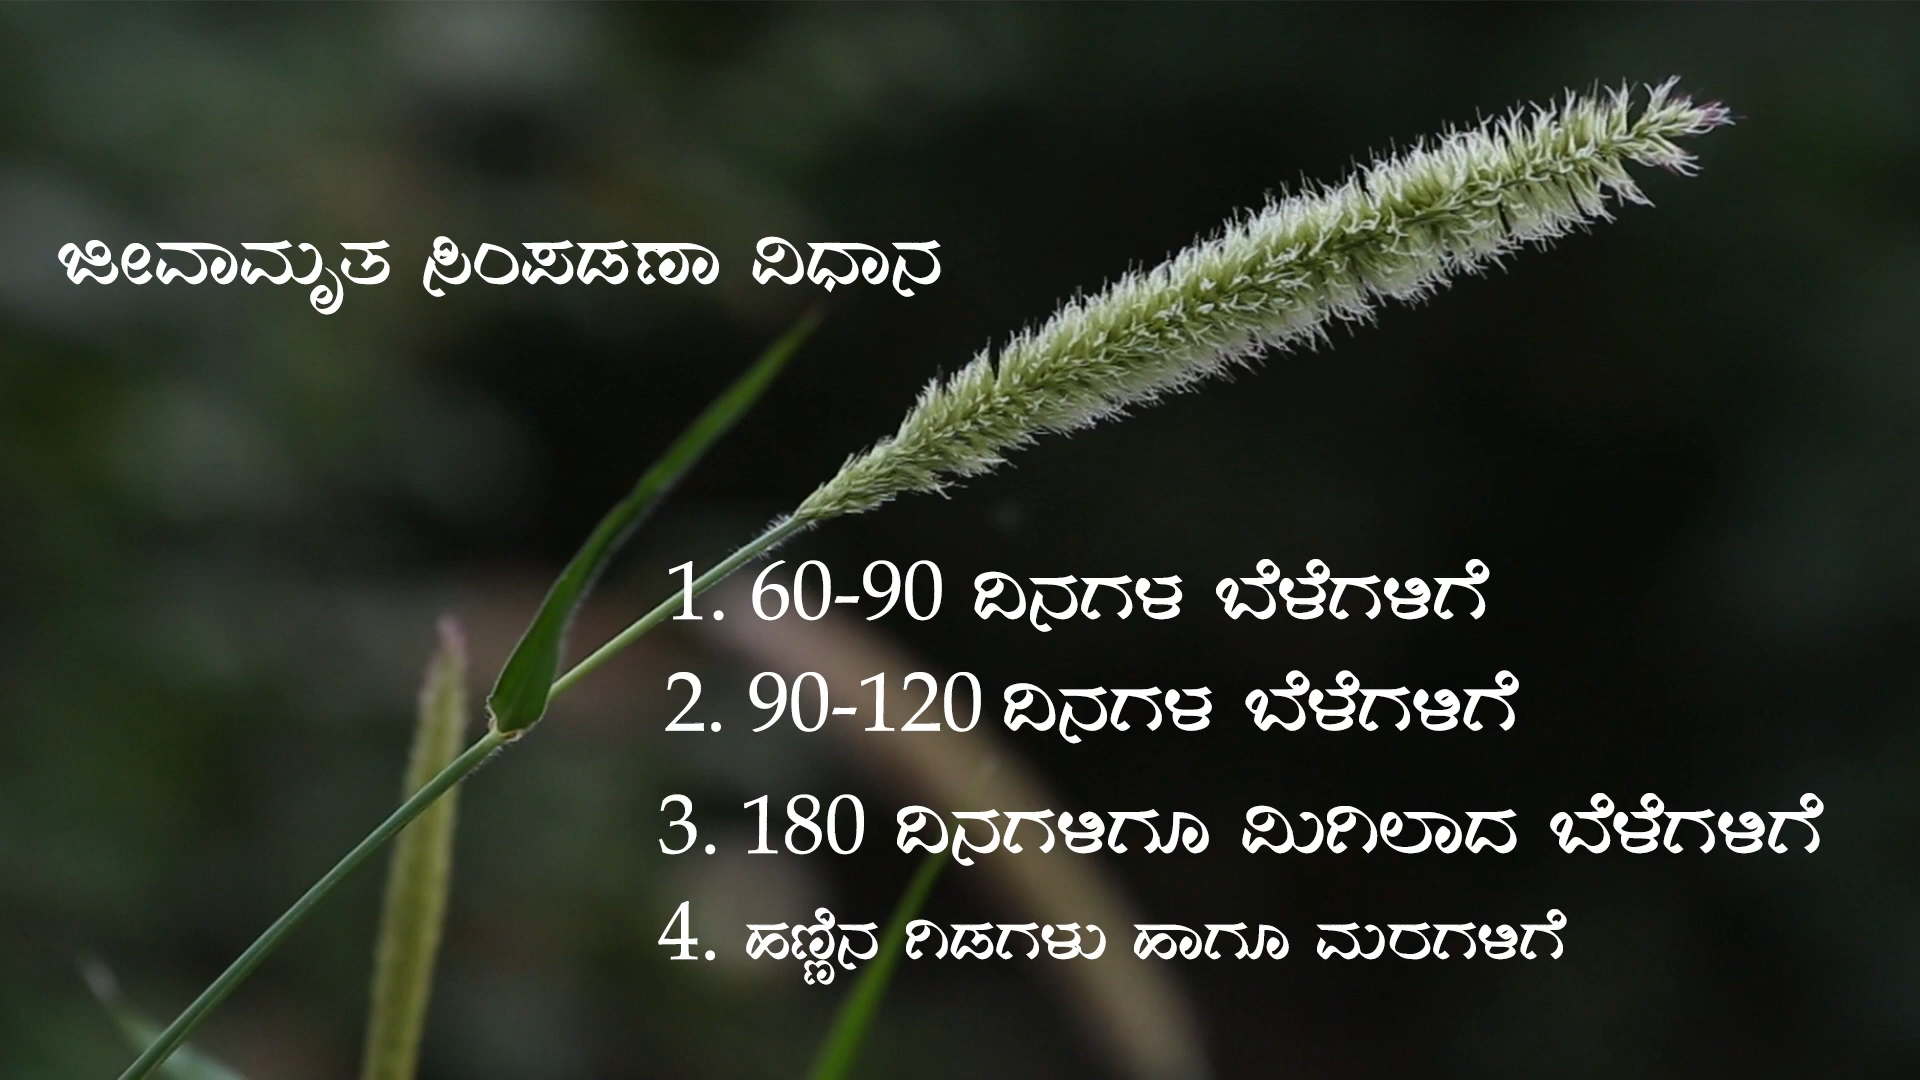 ಜೀವಾಮೃತ ಸಿಂಪಡಣಾ ವಿಧಾನ
1. 60-90 ದಿನಗಳ ಬೆಳೆಗಳಿಗೆ
2. 90-120 ದಿನಗಳ ಬೆಳೆಗಳಿಗೆ
3. 180 ದಿನಗಳಿಗೂ ಮಿಗಿಲಾದ ಬೆಳೆಗಳಿಗೆ
4. ಹಣ್ಣಿನ ಗಿಡಗಳು ಹಾಗೂ ಮರಗಳಿಗೆ